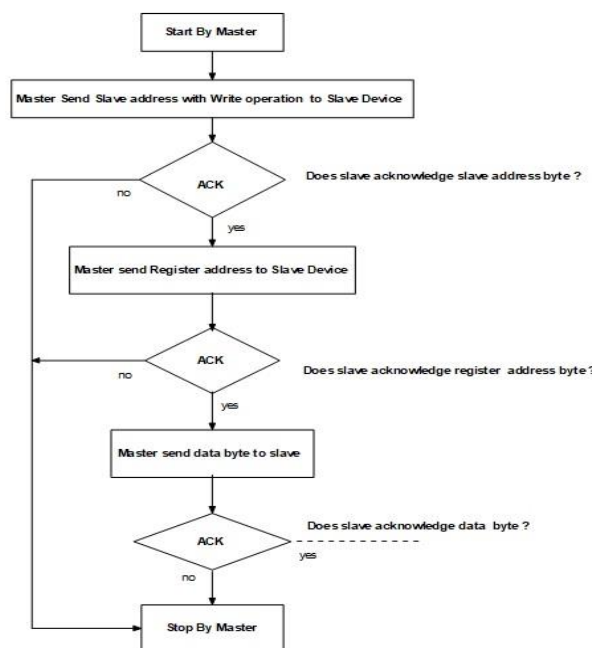 Start By Master
Master Send Slave address with Write operation to Slave Device
ACK
Does slave acknowledge slave address byte ?
no
yes
Master send Register address to Slave Device
ACK
Does slave acknowledge register address byte?
no
yes
Master send data byte to slave
Does slave acknowledge data byte ?
ACK
yes
no
Stop By Master